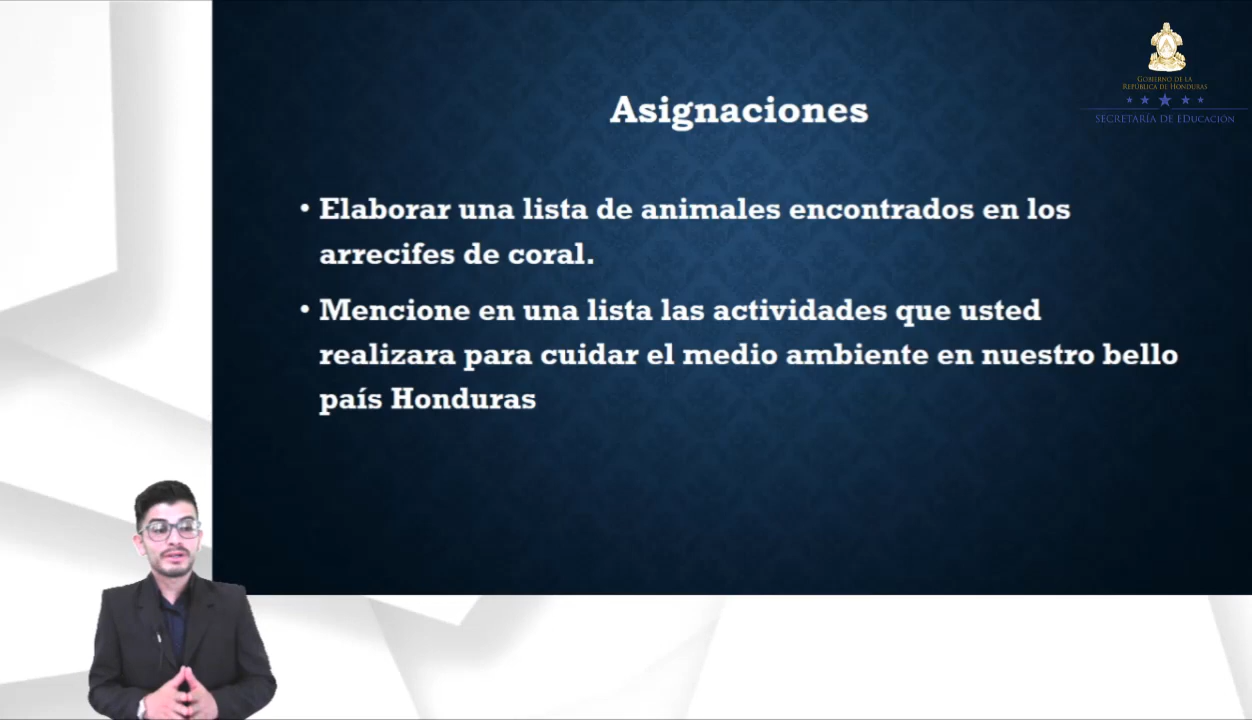 GOBIERNO DE LA
REPÚBLICA DE HONDURAS
SECRETARÍA DE EDUCACIÓN
Asignaciones
• Elaborar una lista de animales encontrados en los
arrecifes de coral.
• Mencione en una lista las actividades que usted
realizara para cuidar el medio ambiente en nuestro bello
país Honduras